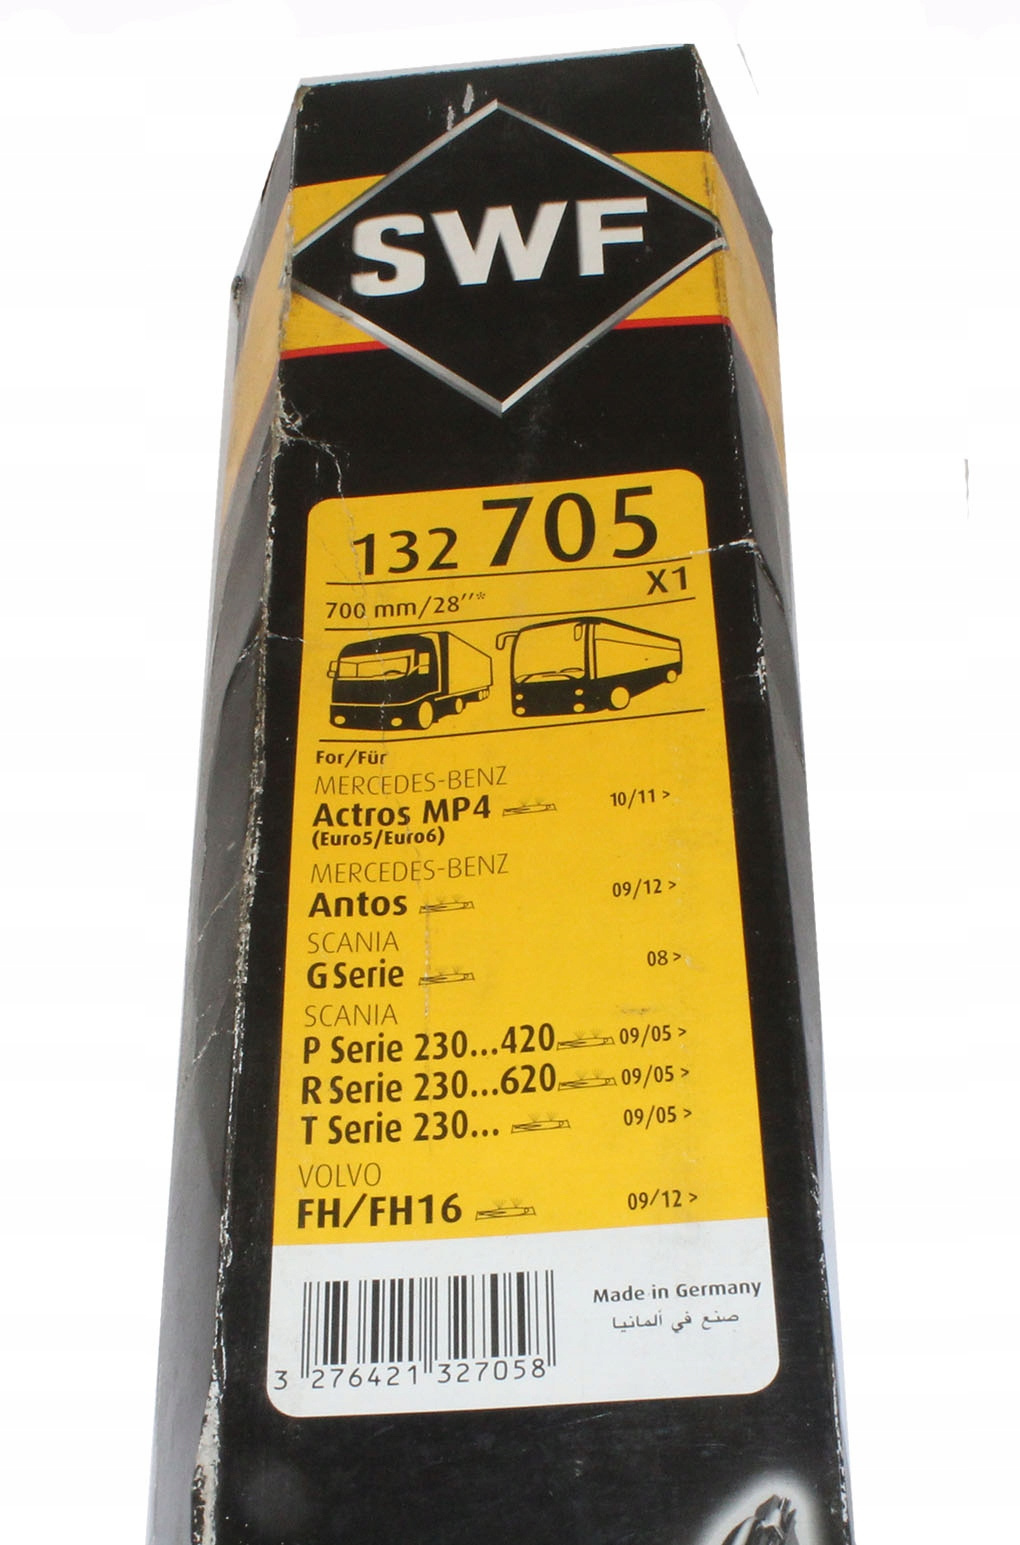 SWF
132 705
700 mm/28″* X1
For/Für
MERCEDES-BENZ
Actros MP4 10/11 >
(Euro5/Euro6)
MERCEDES-BENZ
Antos 09/12 >
SCANIA
G Serie 08 >
SCANIA
P Serie 230...420 09/05 >
R Serie 230...620 09/05 >
T Serie 230... 09/05 >
VOLVO
FH/FH16 09/12 >
Made in Germany
صنع في ألمانيا
3 276421 327058